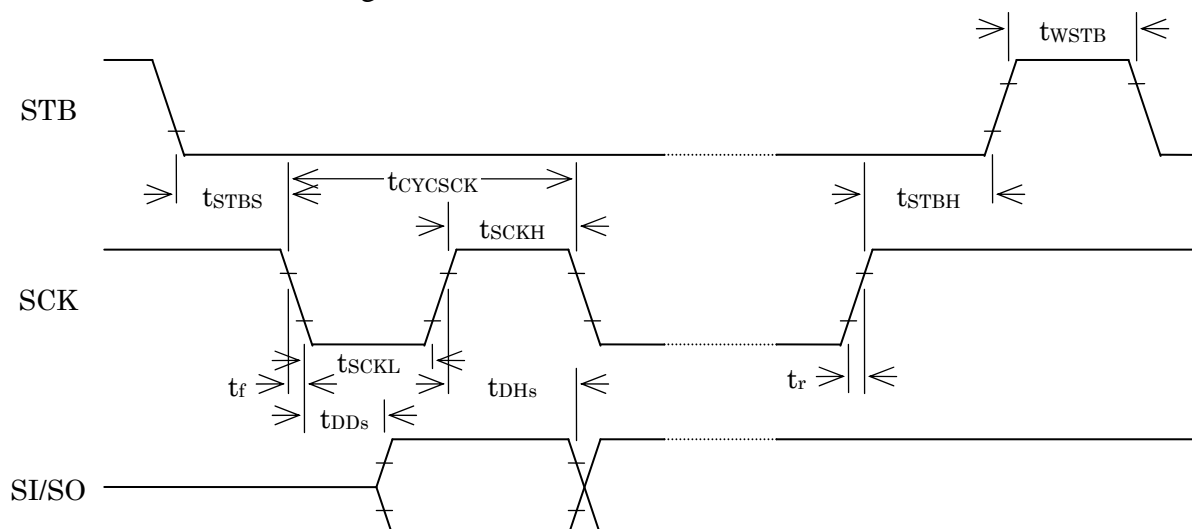 tWSTB
STB
tSTBS
tCYCSCK
tSTBH
tSCKH
SCK
tSCKL
tf
tDHs
tr
tDDs
SI/SO